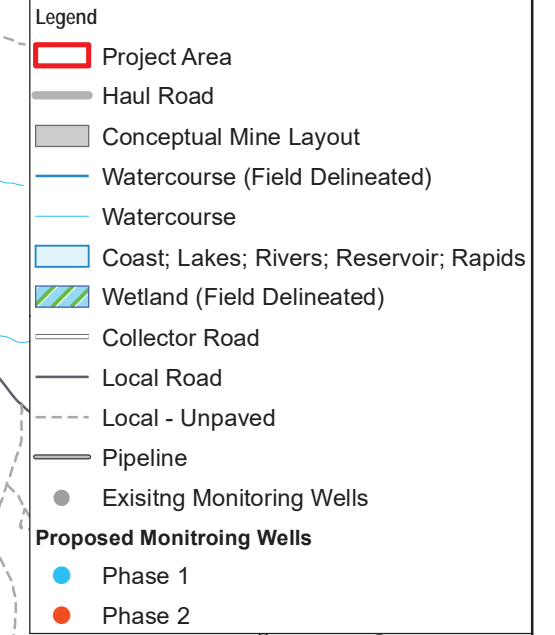 Legend
Project Area
Haul Road
Conceptual Mine Layout
Watercourse (Field Delineated)
Watercourse
Coast; Lakes; Rivers; Reservoir; Rapids
Wetland (Field Delineated)
Collector Road
Local Road
Local - Unpaved
Pipeline
Exisitng Monitoring Wells
Proposed Monitroing Wells
Phase 1
Phase 2